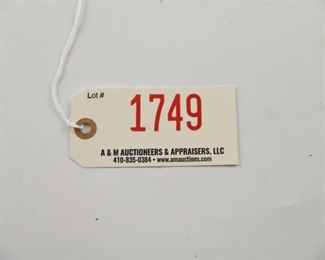 Lot #
1749
A & M AUCTIONEERS & APPRAISERS, LLC
410-835-0384 • www.amauctions.com